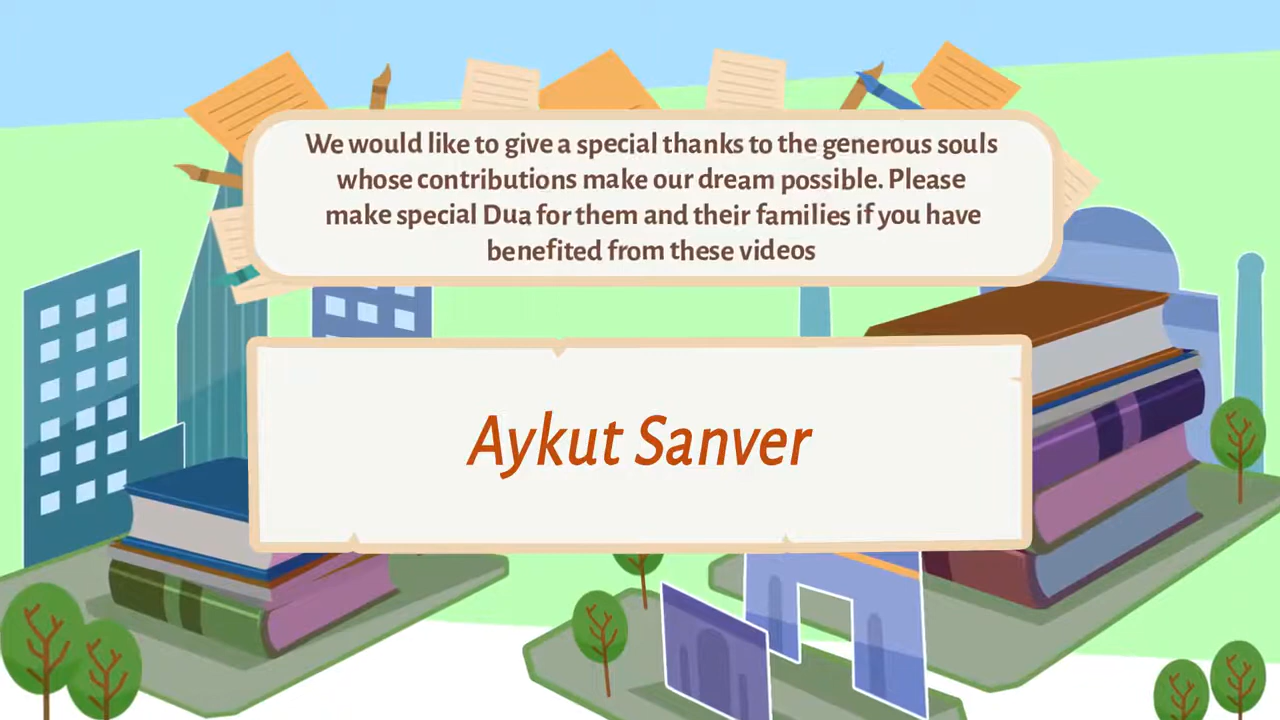 We would like to give a special thanks to the generous souls
whose contributions make our dream possible. Please
make special Dua for them and their families if you have
benefited from these videos
Aykut Sanver